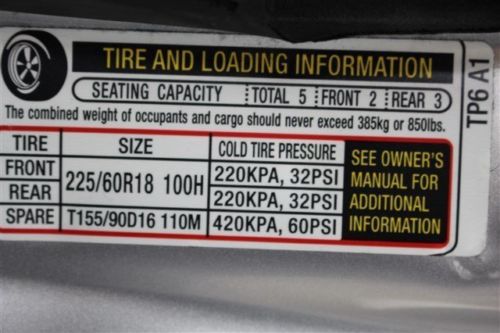 TIRE AND LOADING INFORMATION
SEATING CAPACITY TOTAL 5 FRONT 2 REAR 3
The combined weight of occupants and cargo should never exceed 385kg or 850lbs.
TIRE SIZE COLD TIRE PRESSURE
FRONT 225/60R18 100H 220KPA, 32PSI
REAR 220KPA, 32PSI
SPARE T155/90D16 110M 420KPA, 60PSI
SEE OWNER'S
MANUAL FOR
ADDITIONAL
INFORMATION
TP6 A1